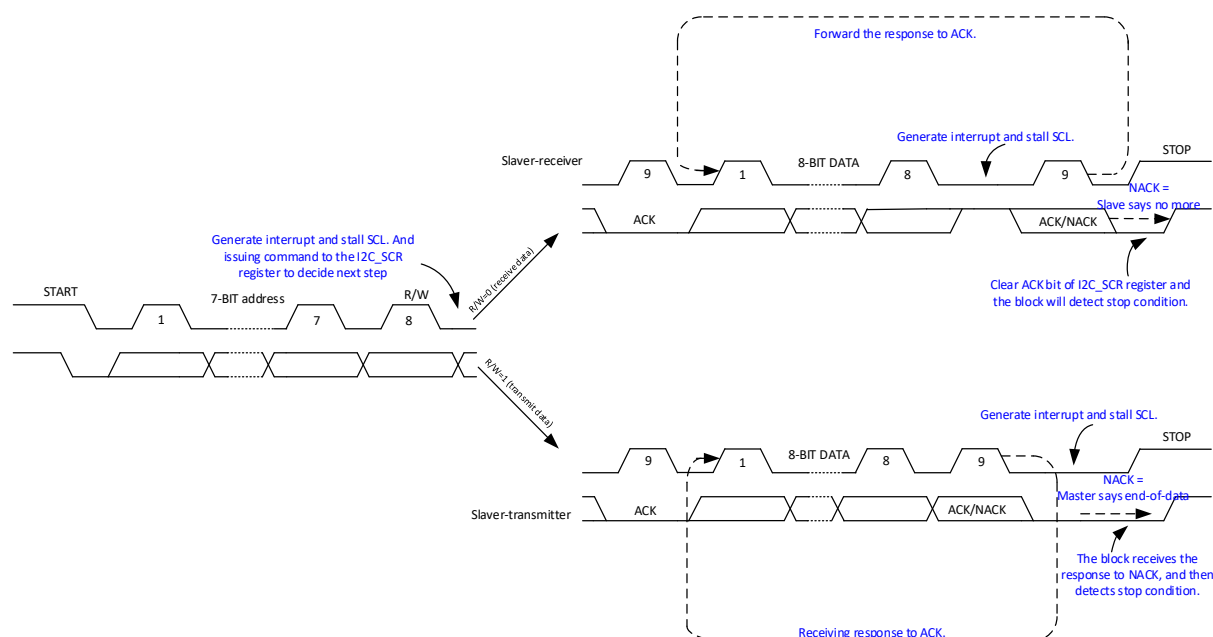 Forward the response to ACK.
Generate interrupt and stall SCL.
STOP
Slaver-receiver
8-BIT DATA
9
1
8
9
NACK =
Slave says no more
ACK
ACK/NACK
Generate interrupt and stall SCL. And
issuing command to the I2C_SCR
register to decide next step
R/W=0 (receive data)
Clear ACK bit of I2C_SCR register and
the block will detect stop condition.
START
7-BIT address
R/W
1
7
8
R/W=1 (transmit data)
Generate interrupt and stall SCL.
STOP
8-BIT DATA
9
1
8
9
NACK =
Master says end-of-data
Slaver-transmitter
ACK
ACK/NACK
The block receives the
response to NACK, and then
detects stop condition.
Receiving response to ACK.